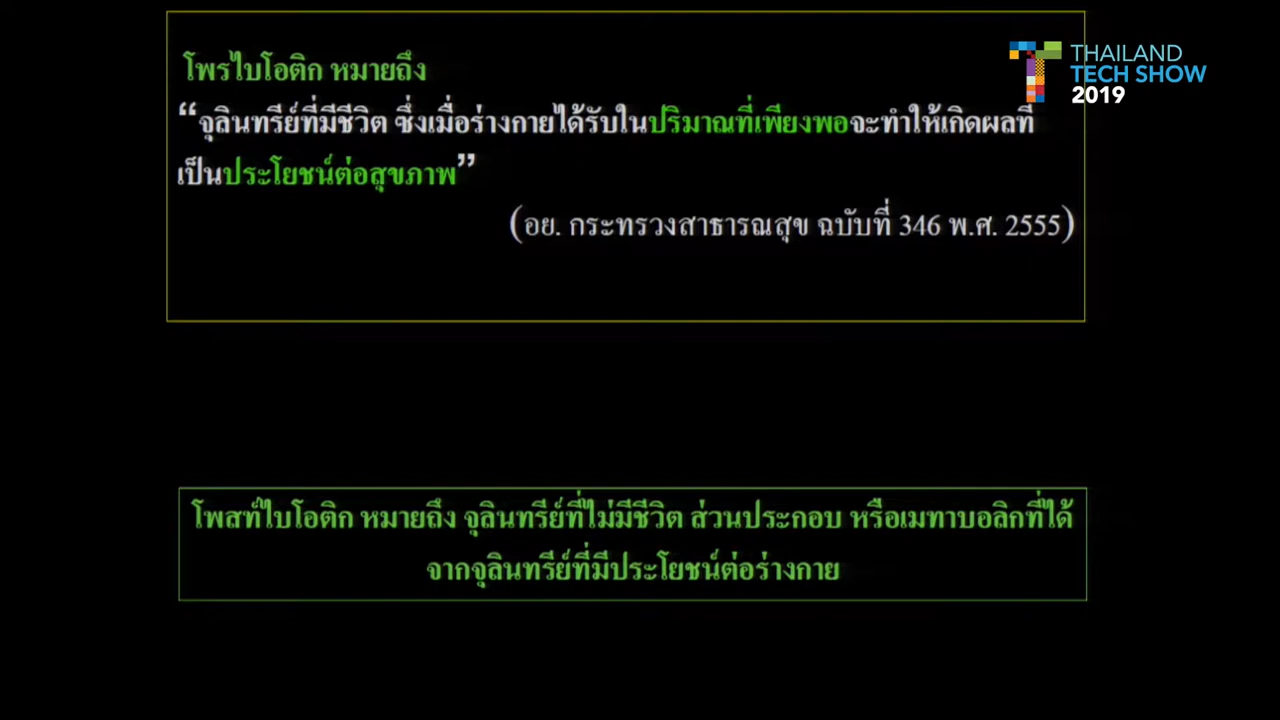 THAILAND
TECH SHOW
2019
โพรไบโอติก หมายถึง
“จุลินทรีย์ที่มีชีวิต ซึ่งเมื่อร่างกายได้รับในปริมาณที่เพียงพอจะทำให้เกิดผลที่
เป็นประโยชน์ต่อสุขภาพ”
(อย. กระทรวงสาธารณสุข ฉบับที่ 346 พ.ศ. 2555)
โพสท์ไบโอติก หมายถึง จุลินทรีย์ที่ไม่มีชีวิต ส่วนประกอบ หรือเมทาบอลิกที่ได้
จากจุลินทรีย์ที่มีประโยชน์ต่อร่างกาย